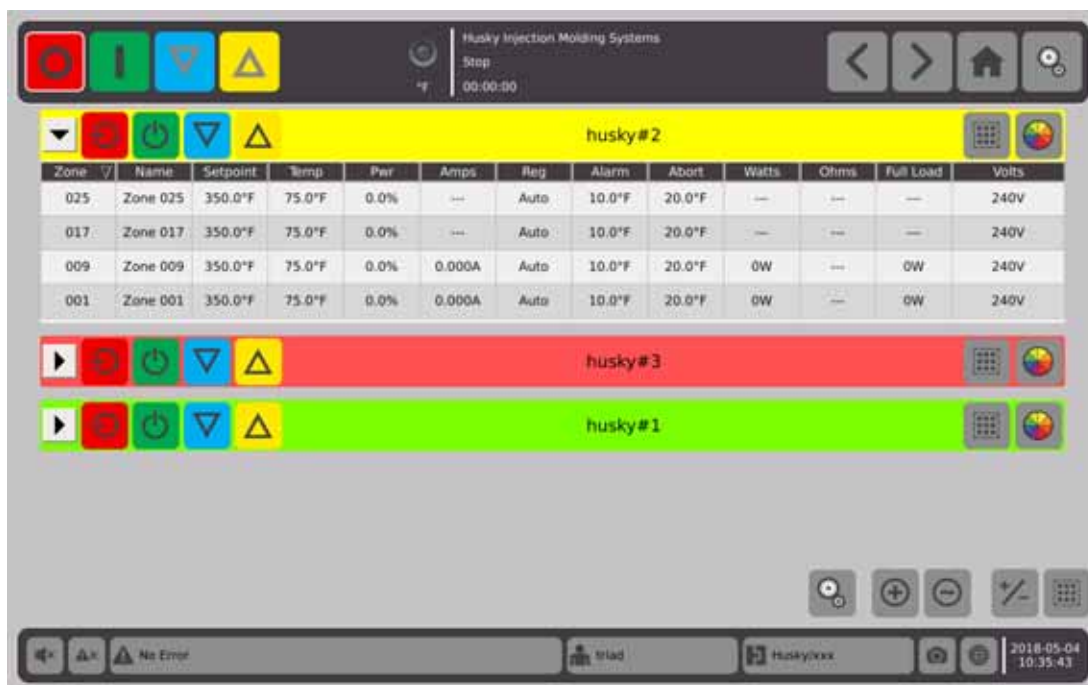 Husky Injection Molding Systems
Stop
°F 00:00:00
husky#2
Zone Name Setpoint Temp Pwr Amps Reg Alarm Abort Watts Ohms Full Load Volts
025 Zone 025 350.0°F 75.0°F 0.0% --- Auto 10.0°F 20.0°F --- --- --- 240V
017 Zone 017 350.0°F 75.0°F 0.0% --- Auto 10.0°F 20.0°F --- --- --- 240V
009 Zone 009 350.0°F 75.0°F 0.0% 0.000A Auto 10.0°F 20.0°F 0W --- 0W 240V
001 Zone 001 350.0°F 75.0°F 0.0% 0.000A Auto 10.0°F 20.0°F 0W --- 0W 240V
husky#3
husky#1
No Error triad Husky/xxx 2018-05-04
10:35:43